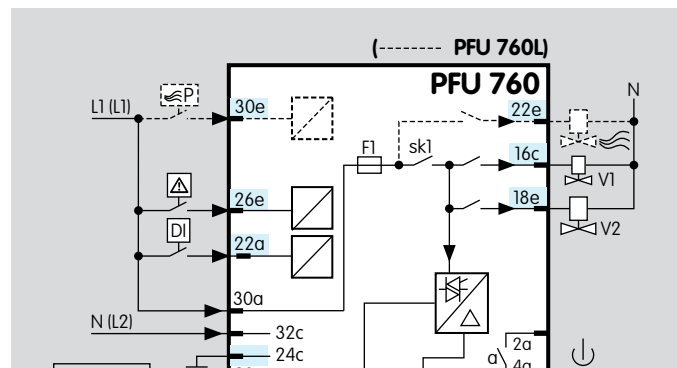 (-------- PFU 760L)
PFU 760
N
L1 (L1)
P
30e
22e
F1
sk1
16c
V1
26e
18e
V2
DI
22a
30a
N (L2)
32c
24c
2a
a
4a